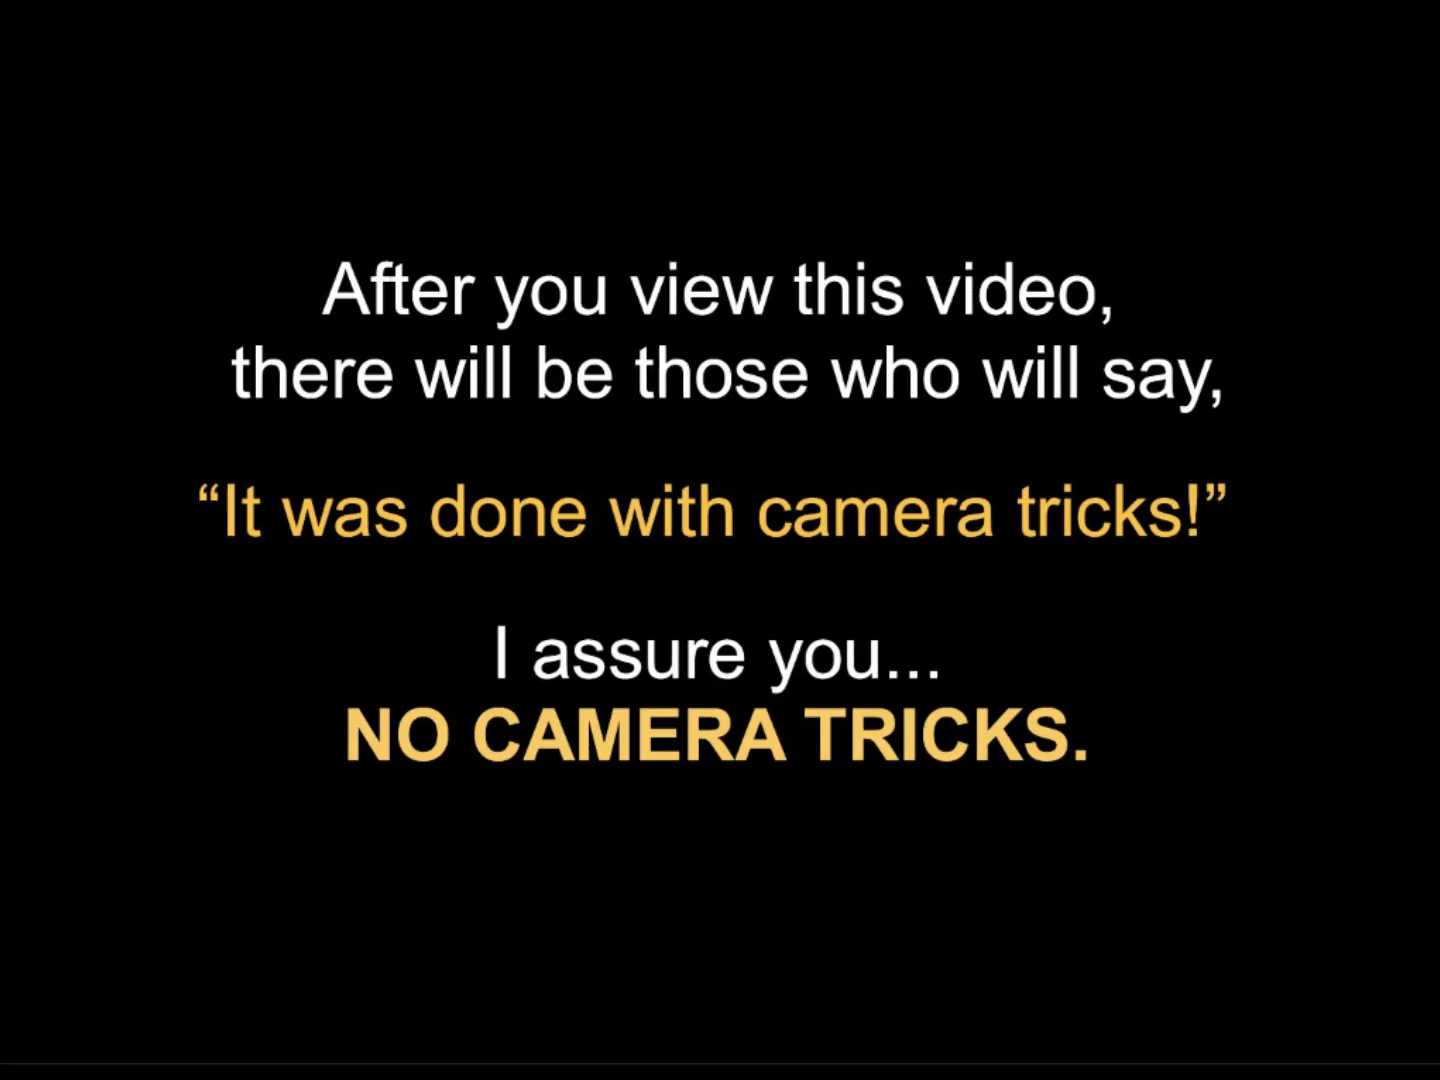 After you view this video,
there will be those who will say,
“It was done with camera tricks!”
I assure you...
NO CAMERA TRICKS.